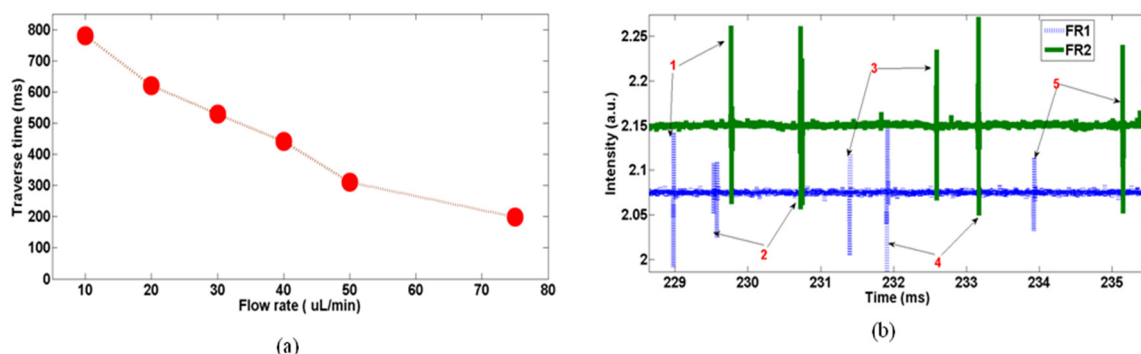 800
700
600
500
400
300
200
100
0
Traverse time (ms)
10 20 30 40 50 60 70 80
Flow rate ( uL/min)
(a)
2.25
2.2
2.15
2.1
2.05
2
Intensity (a.u.)
FR1
FR2
1
3
5
2
4
229 230 231 232 233 234 235
Time (ms)
(b)